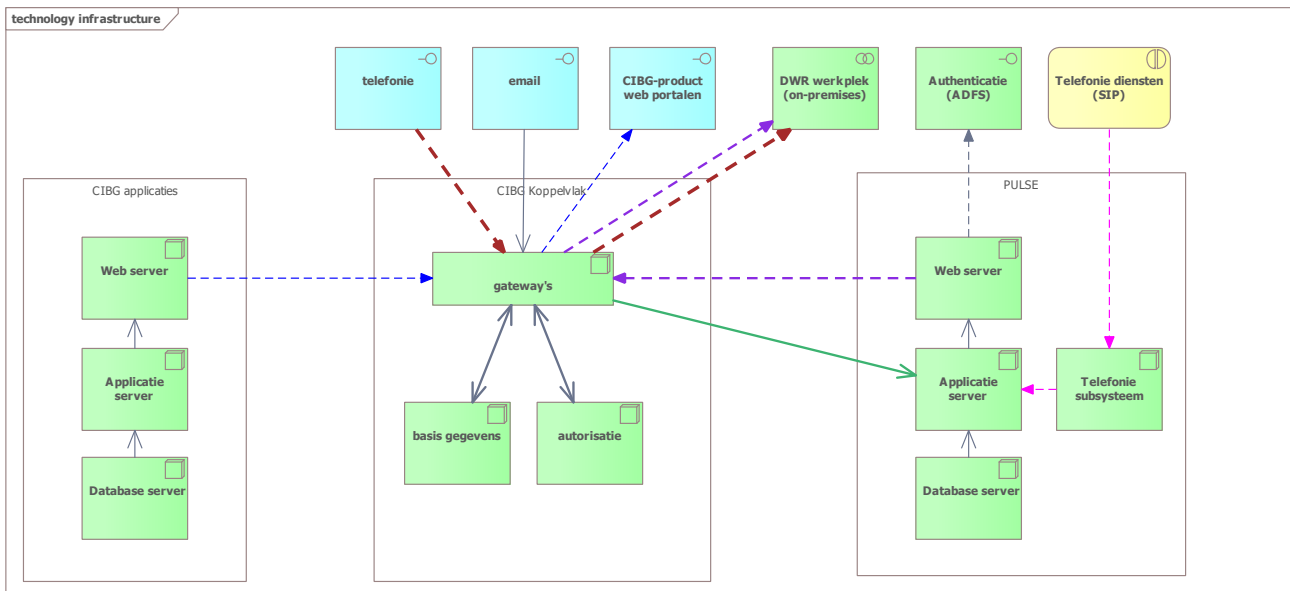 technology infrastructure
telefonie
email
CIBG-product
web portalen
DWR werkplek
(on-premises)
Authenticatie
(ADFS)
Telefonie diensten
(SIP)
CIBG applicaties
CIBG Koppelvlak
PULSE
Web server
gateway's
Web server
Applicatie
server
Applicatie
server
Telefonie
subsysteem
basis gegevens
autorisatie
Database server
Database server